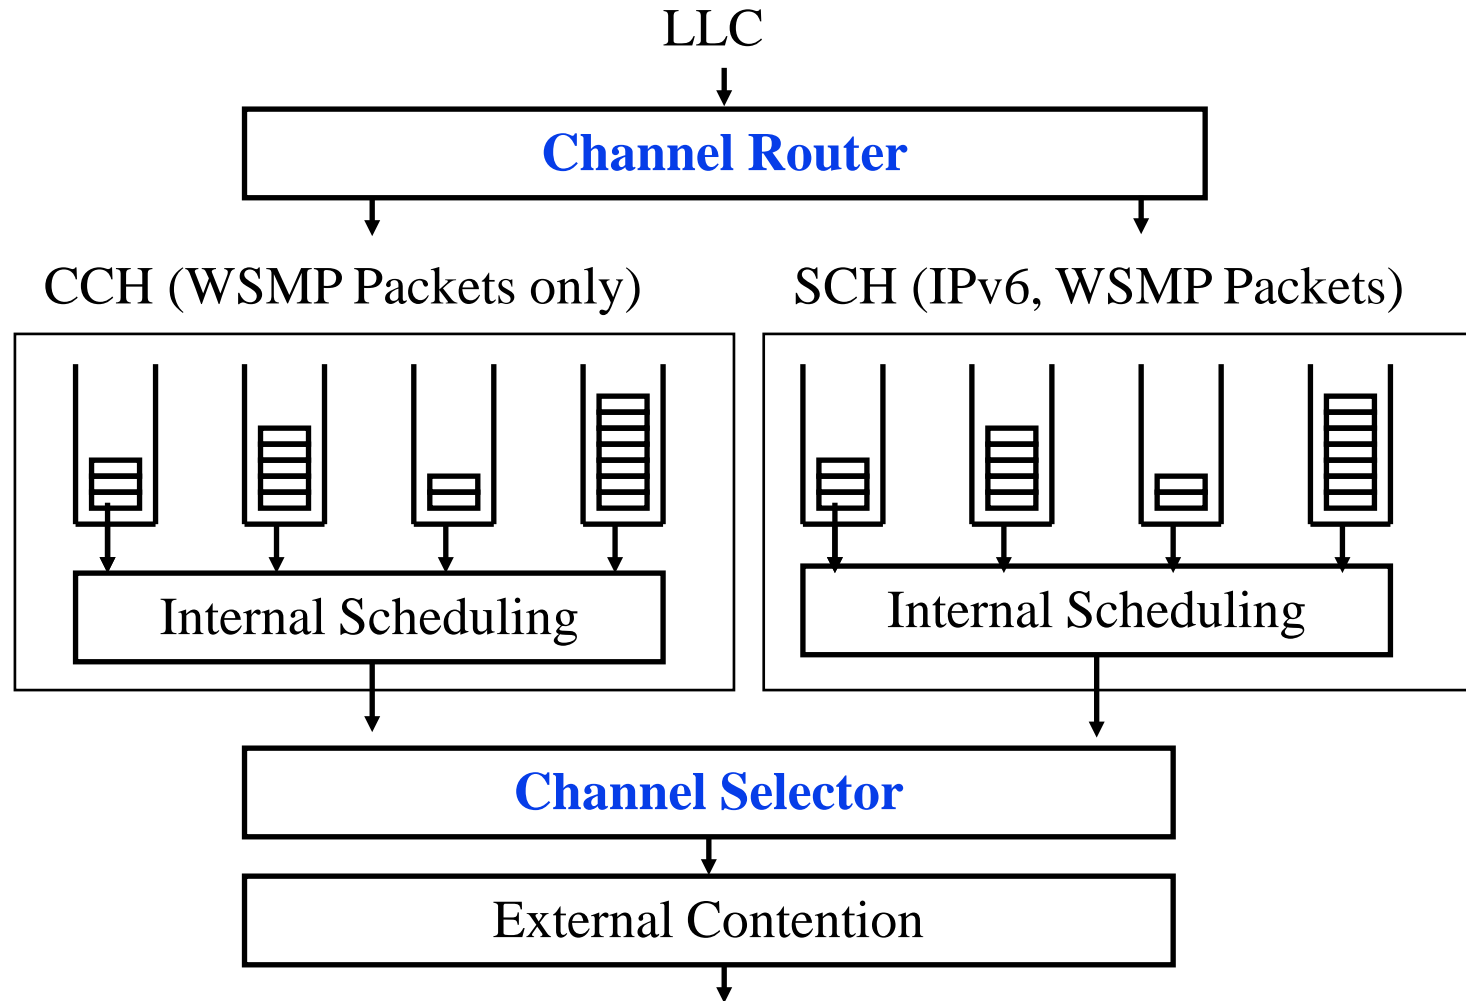 LLC
Channel Router
CCH (WSMP Packets only)
SCH (IPv6, WSMP Packets)
Internal Scheduling
Internal Scheduling
Channel Selector
External Contention